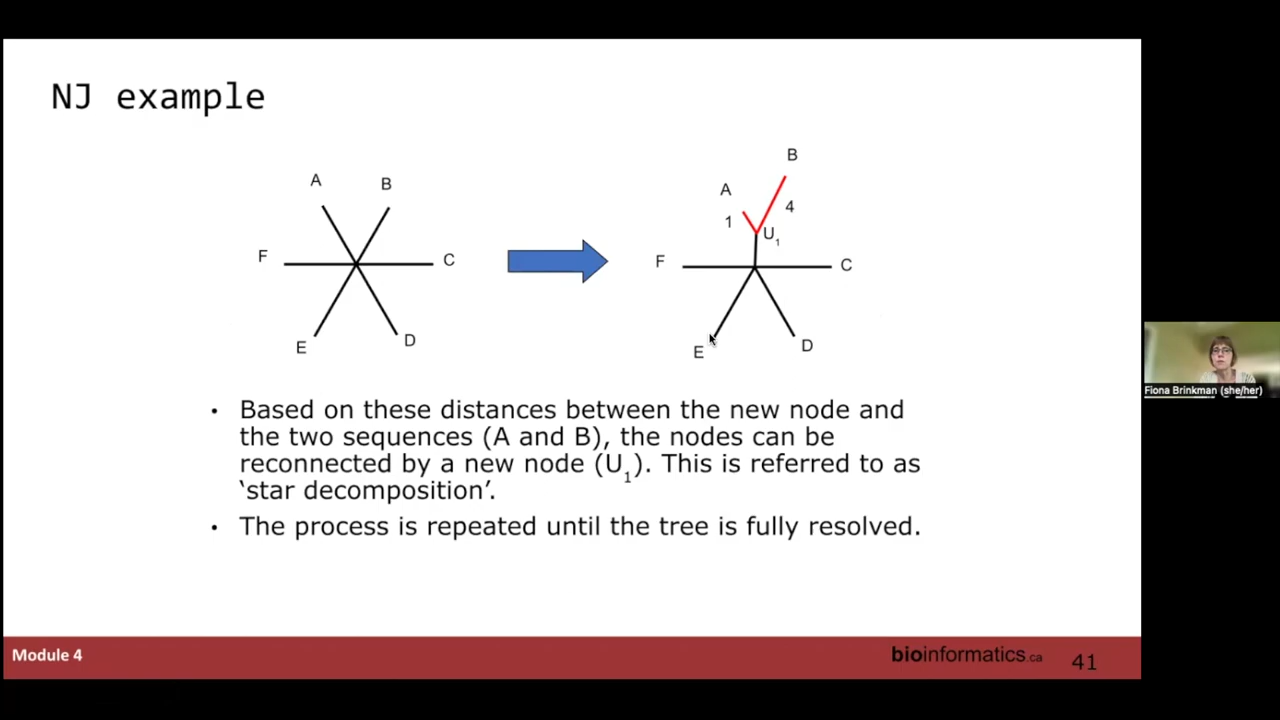 NJ example
A
B
F
C
E
D
B
A
4
1
U1
F
C
E
D
• Based on these distances between the new node and
the two sequences (A and B), the nodes can be
reconnected by a new node (U1). This is referred to as
‘star decomposition’.
• The process is repeated until the tree is fully resolved.
Fiona Brinkman (she/her)
Module 4
bioinformatics.ca
41